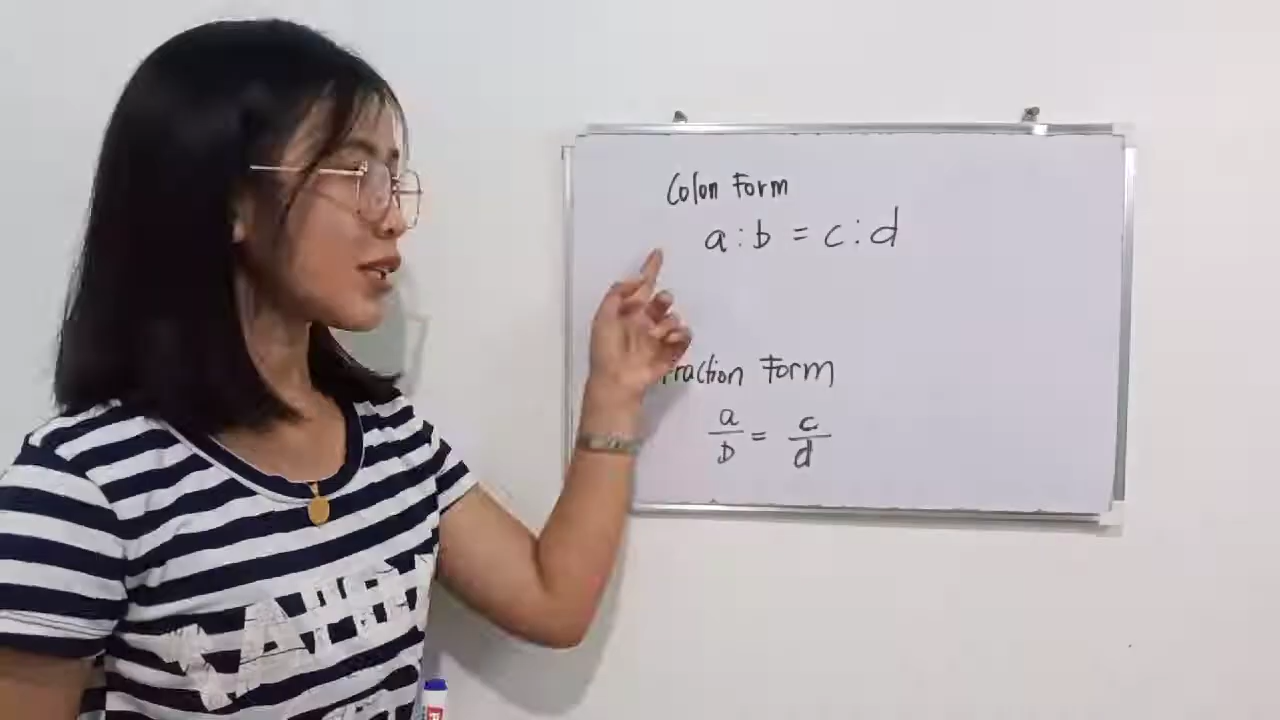 Colon Form
a : b = c : d
Fraction Form
a/b = c/d